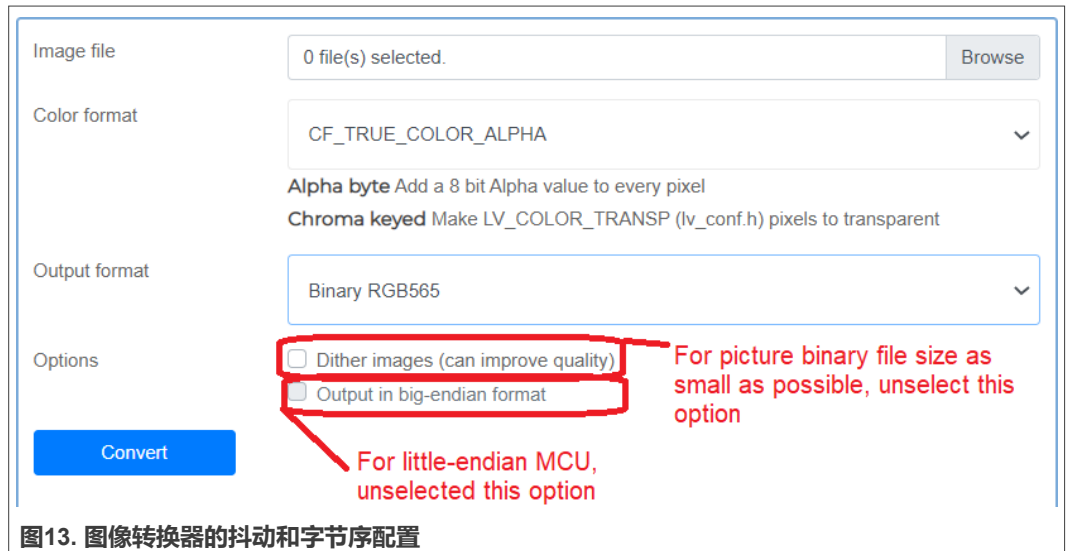 Image file
0 file(s) selected.
Browse
Color format
CF_TRUE_COLOR_ALPHA
Alpha byte Add a 8 bit Alpha value to every pixel
Chroma keyed Make LV_COLOR_TRANSP (lv_conf.h) pixels to transparent
Output format
Binary RGB565
Options
Dither images (can improve quality)
Output in big-endian format
For picture binary file size as
small as possible, unselect this
option
Convert
For little-endian MCU,
unselected this option
图13. 图像转换器的抖动和字节序配置